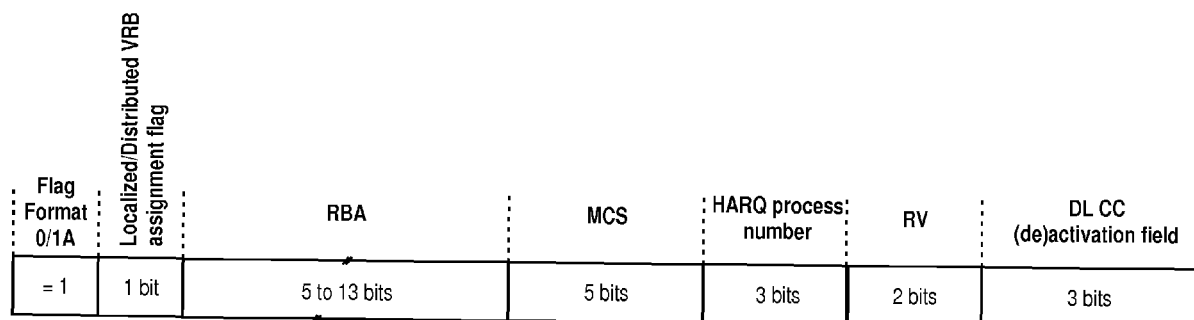 Flag
Format
0/1A
Localized/Distributed VRB
assignment flag
RBA
MCS
HARQ process
number
RV
DL CC
(de)activation field
= 1
1 bit
5 to 13 bits
5 bits
3 bits
2 bits
3 bits